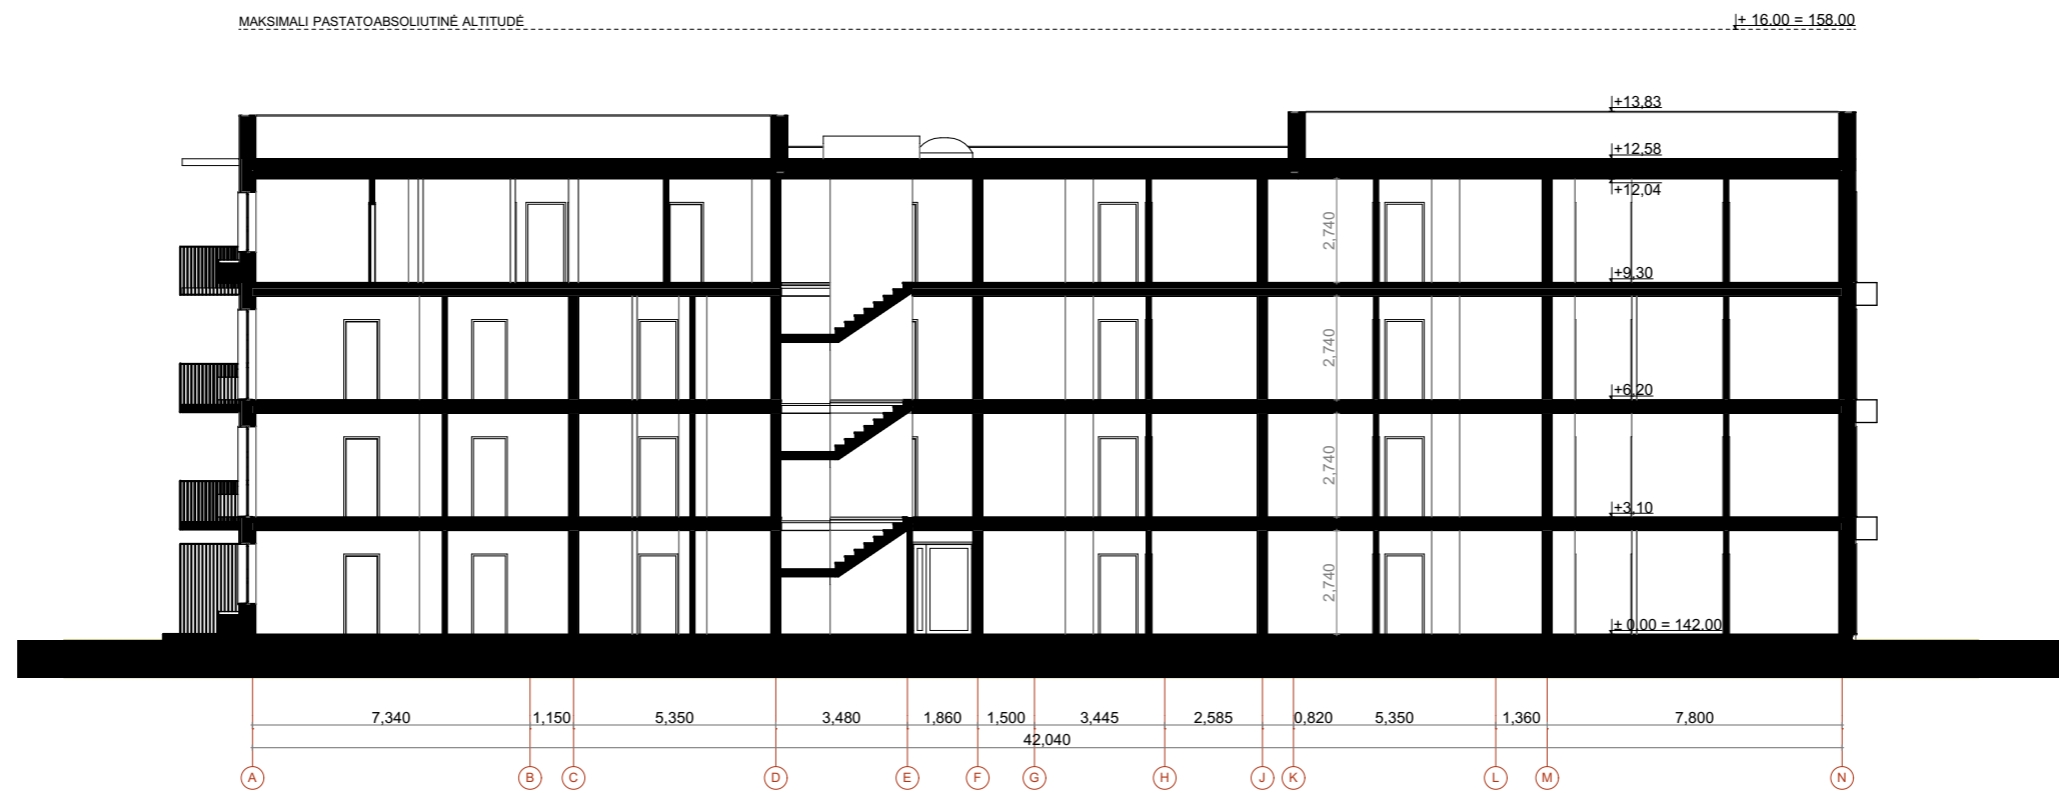 MAKSIMALI PASTATOABSOLIUTINĖ ALTITUDĖ
+ 16.00 = 158.00
+13,83
+12,58
+12,04
2,740
+9,30
2,740
+6,20
2,740
+3,10
2,740
± 0,00 = 142.00
7,340 1,150 5,350 3,480 1,860 1,500 3,445 2,585 0,820 5,350 1,360 7,800
42,040
A B C D E F G H J K L M N